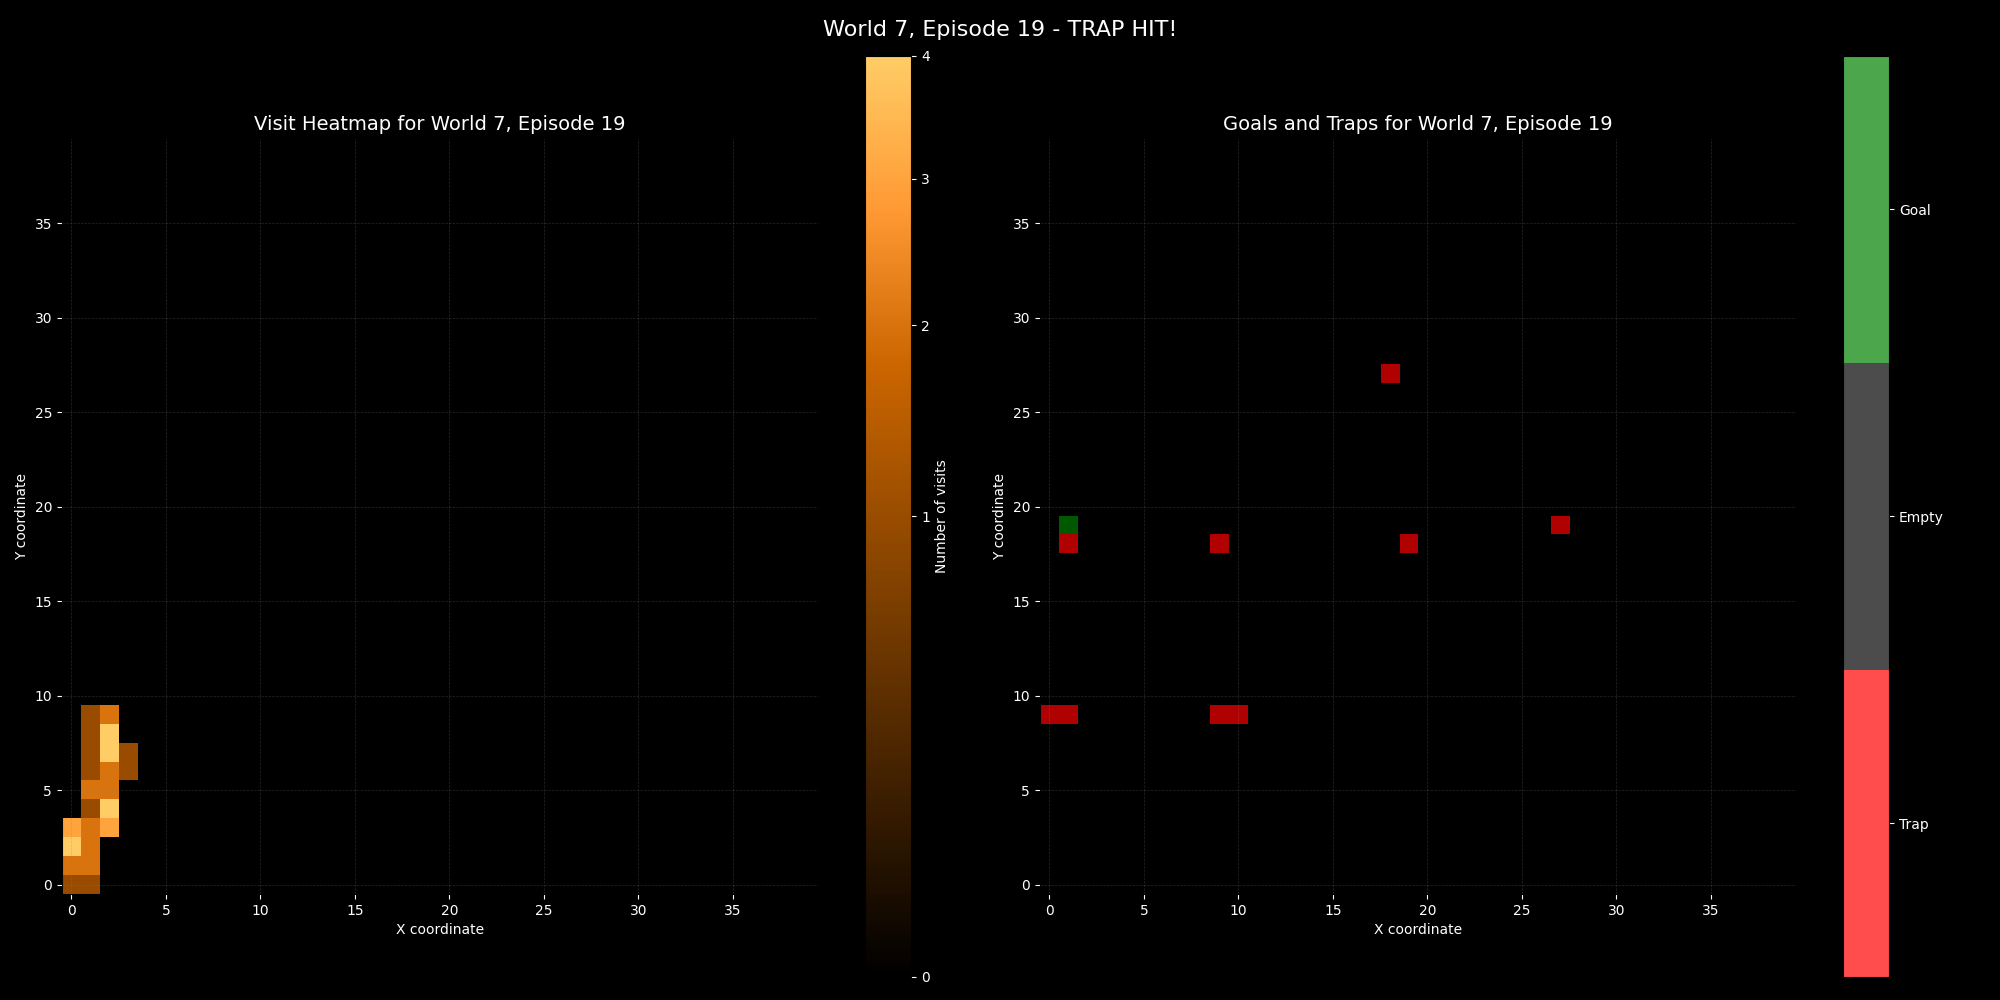 World 7, Episode 19 - TRAP HIT!
Visit Heatmap for World 7, Episode 19
Y coordinate
35
30
25
20
15
10
5
0
0 5 10 15 20 25 30 35
X coordinate
4
3
2
1
0
Number of visits
Goals and Traps for World 7, Episode 19
Y coordinate
35
30
25
20
15
10
5
0
0 5 10 15 20 25 30 35
X coordinate
Goal
Empty
Trap